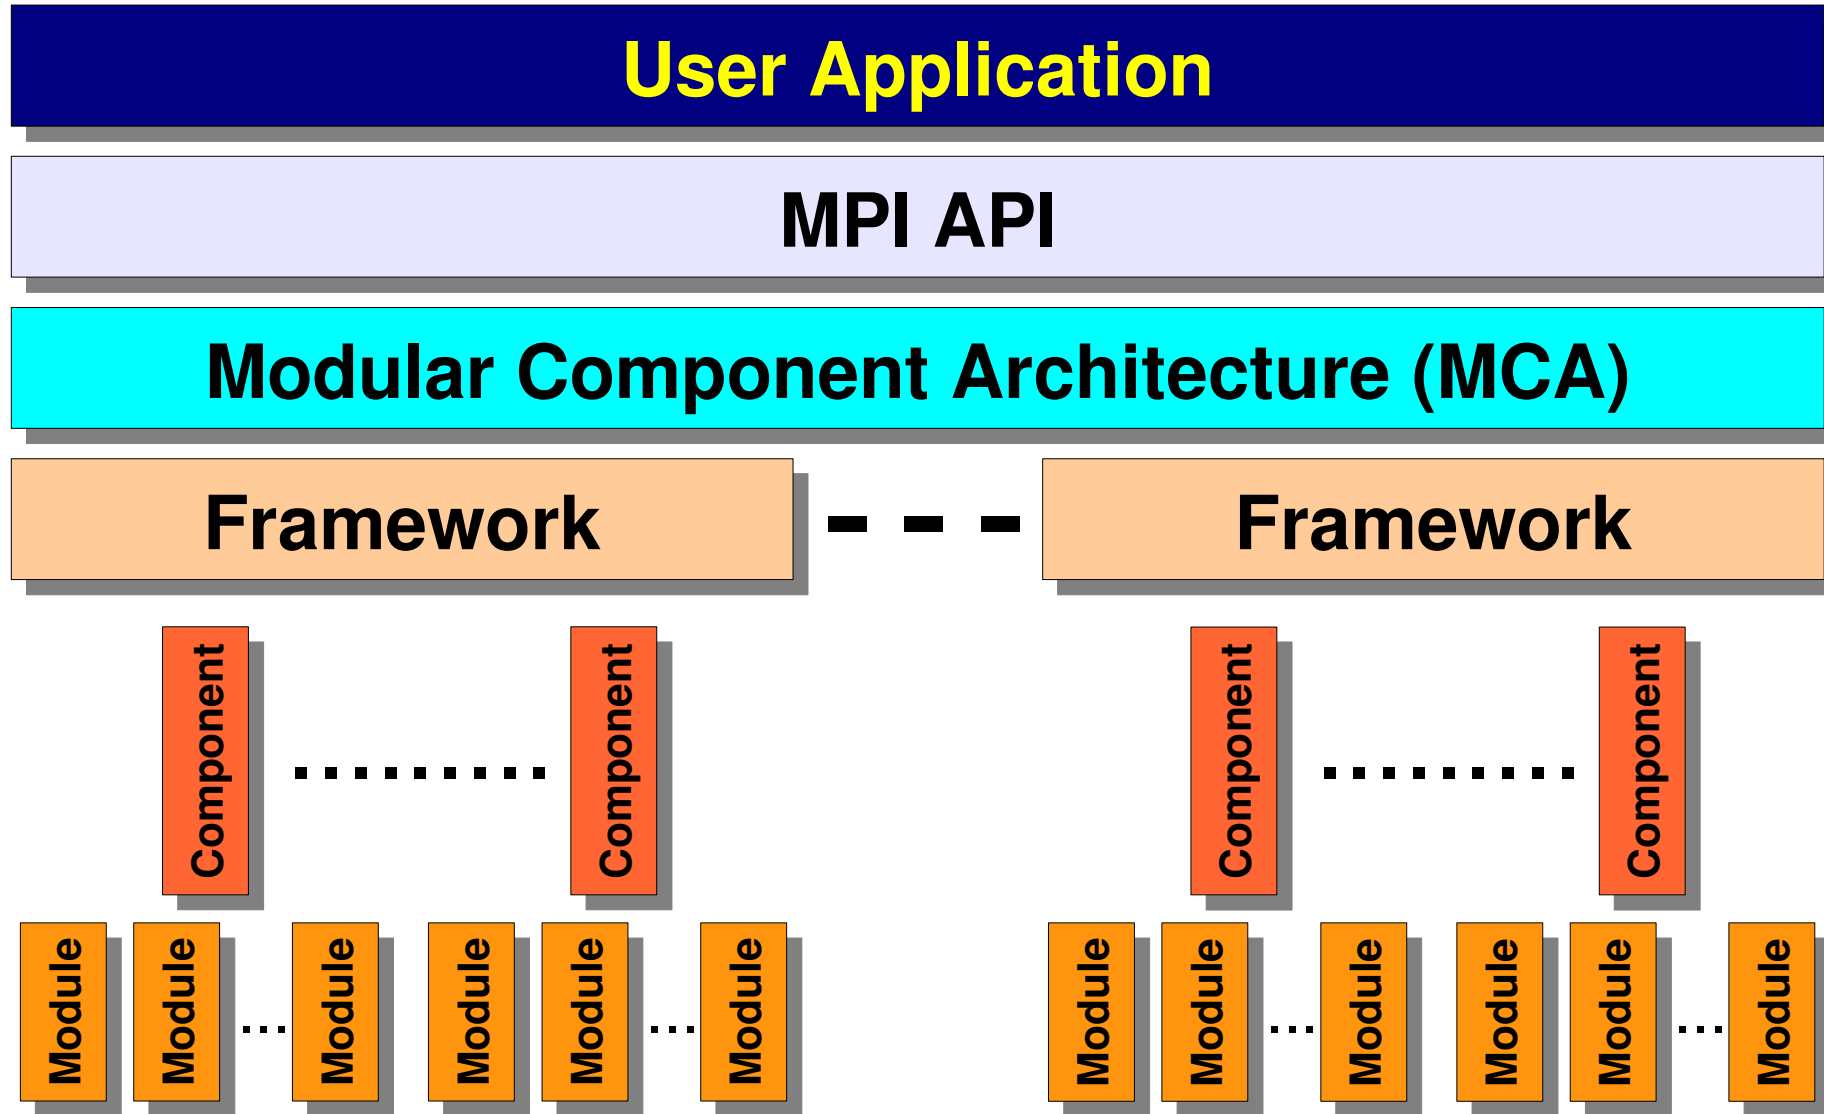 User Application
MPI API
Modular Component Architecture (MCA)
Framework
Framework
Component
Component
Component
Component
Module
Module
Module
Module
Module
Module
Module
Module
Module
Module
Module
Module